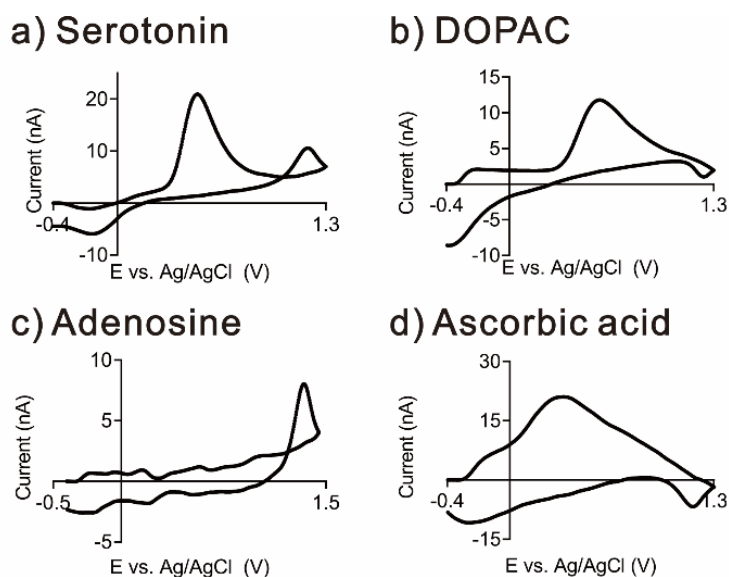 a) Serotonin
Current (nA)
20
10
-0.4
1.3
-10
E vs. Ag/AgCl (V)
b) DOPAC
Current (nA)
15
10
5
-0.4
1.3
-5
-10
E vs. Ag/AgCl (V)
c) Adenosine
Current (nA)
10
5
-0.5
1.5
-5
E vs. Ag/AgCl (V)
d) Ascorbic acid
Current (nA)
30
15
-0.4
1.3
-15
E vs. Ag/AgCl (V)